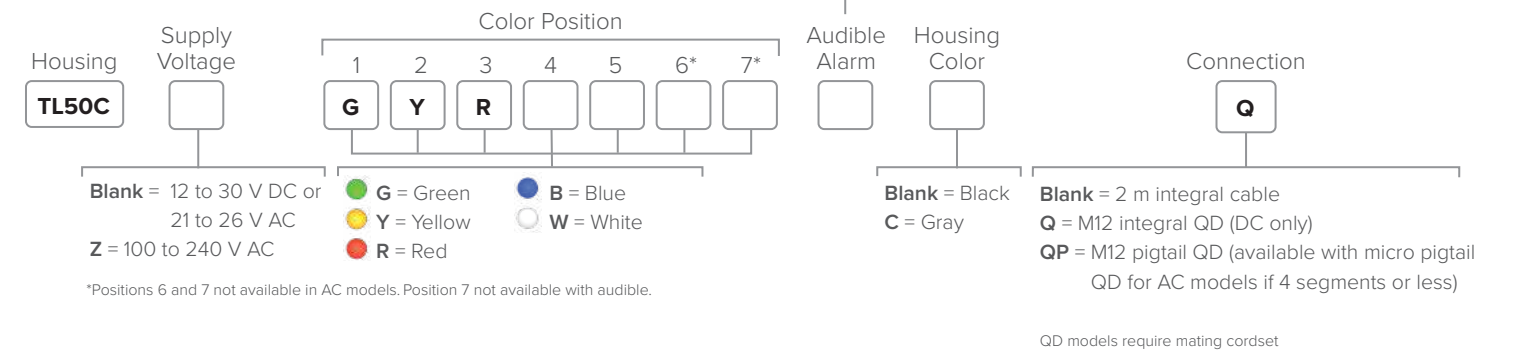 Color Position
Supply Voltage
Audible Alarm
Housing Color
Housing
1 2 3 4 5 6* 7*
Connection
TL50C
G Y R
Q
Blank = 12 to 30 V DC or
21 to 26 V AC
Z = 100 to 240 V AC
G = Green
Y = Yellow
R = Red
B = Blue
W = White
Blank = Black
C = Gray
Blank = 2 m integral cable
Q = M12 integral QD (DC only)
QP = M12 pigtail QD (available with micro pigtail
QD for AC models if 4 segments or less)
*Positions 6 and 7 not available in AC models. Position 7 not available with audible.
QD models require mating cordset